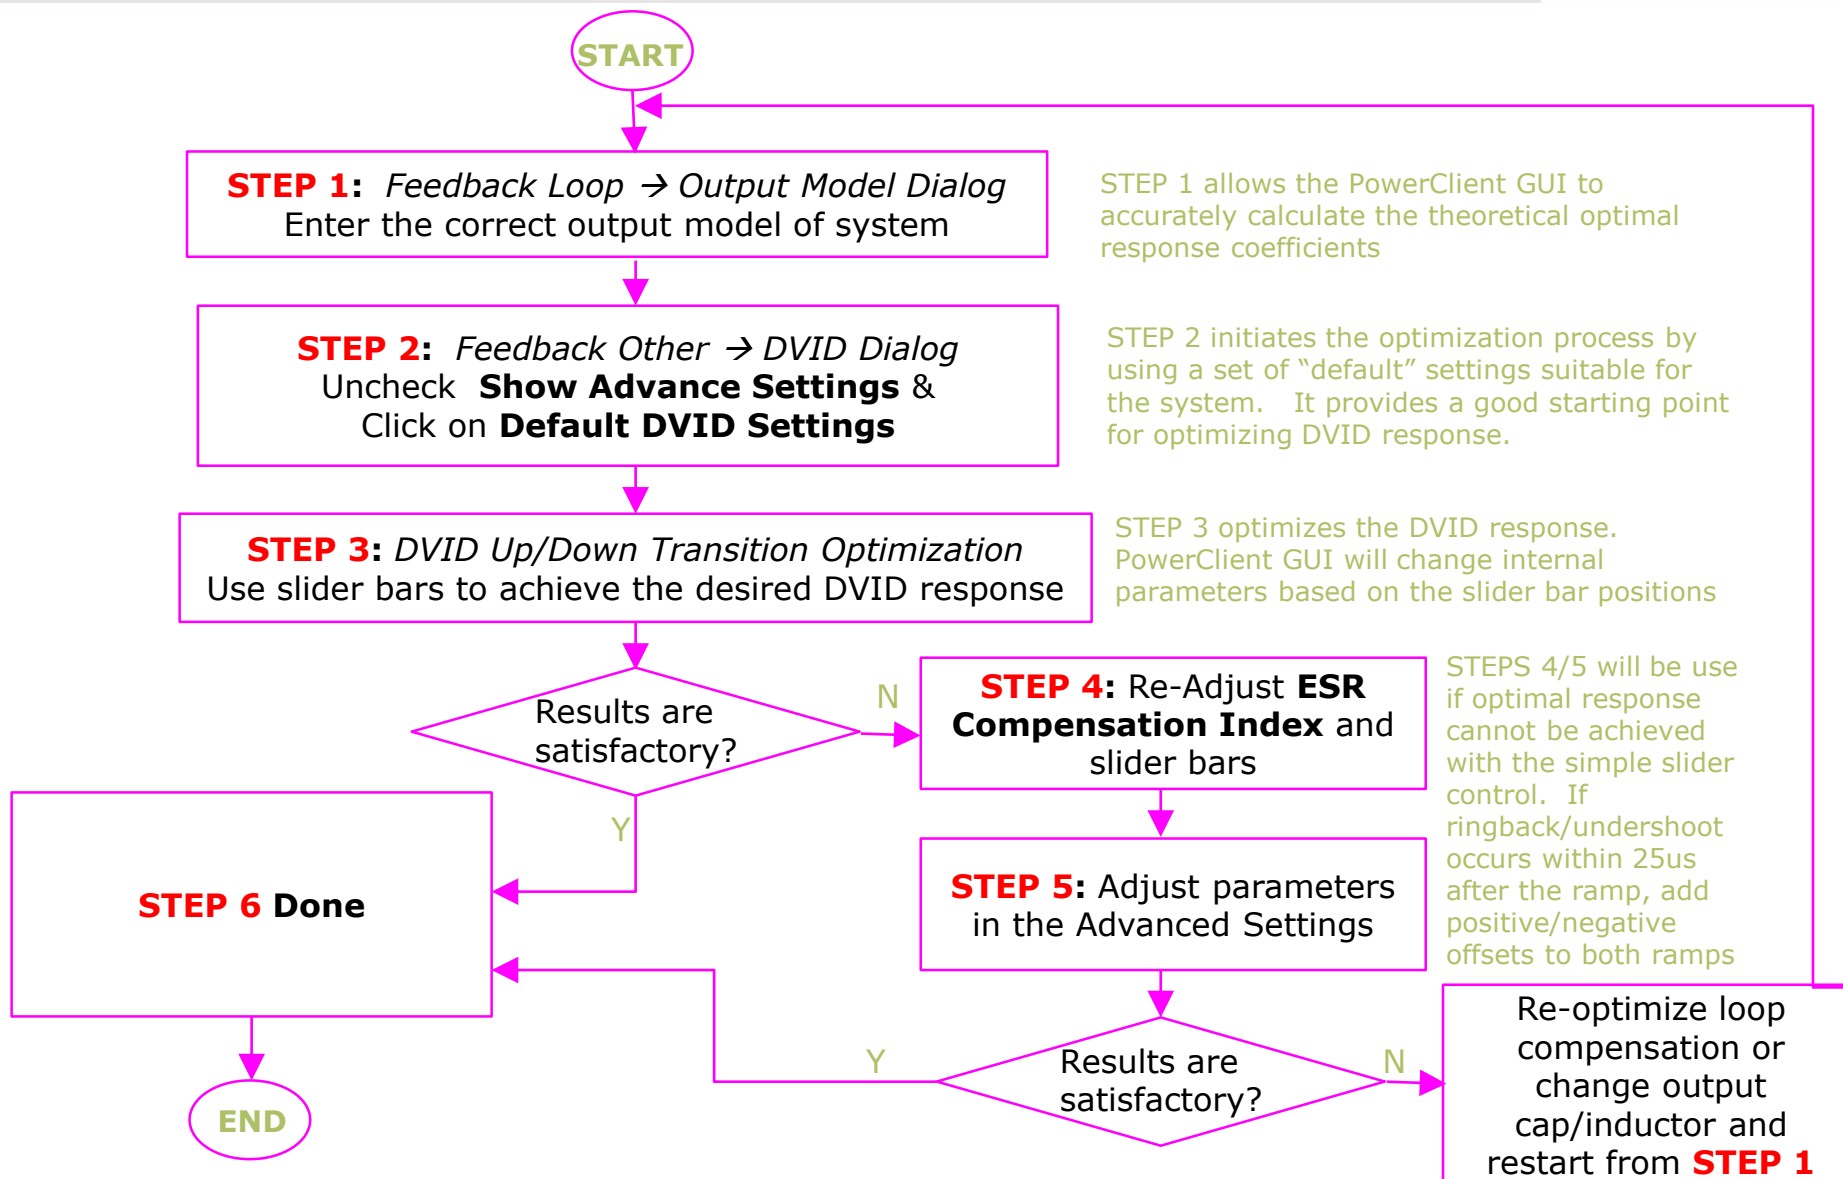 START
STEP 1: Feedback Loop → Output Model Dialog
Enter the correct output model of system
STEP 1 allows the PowerClient GUI to
accurately calculate the theoretical optimal
response coefficients
STEP 2: Feedback Other → DVID Dialog
Uncheck Show Advance Settings &
Click on Default DVID Settings
STEP 2 initiates the optimization process by
using a set of “default” settings suitable for
the system. It provides a good starting point
for optimizing DVID response.
STEP 3: DVID Up/Down Transition Optimization
Use slider bars to achieve the desired DVID response
STEP 3 optimizes the DVID response.
PowerClient GUI will change internal
parameters based on the slider bar positions
Results are
satisfactory?
N
Y
STEP 4: Re-Adjust ESR
Compensation Index and
slider bars
STEPS 4/5 will be use
if optimal response
cannot be achieved
with the simple slider
control. If
ringback/undershoot
occurs within 25us
after the ramp, add
positive/negative
offsets to both ramps
STEP 5: Adjust parameters
in the Advanced Settings
STEP 6 Done
Results are
satisfactory?
Y
N
Re-optimize loop
compensation or
change output
cap/inductor and
restart from STEP 1
END